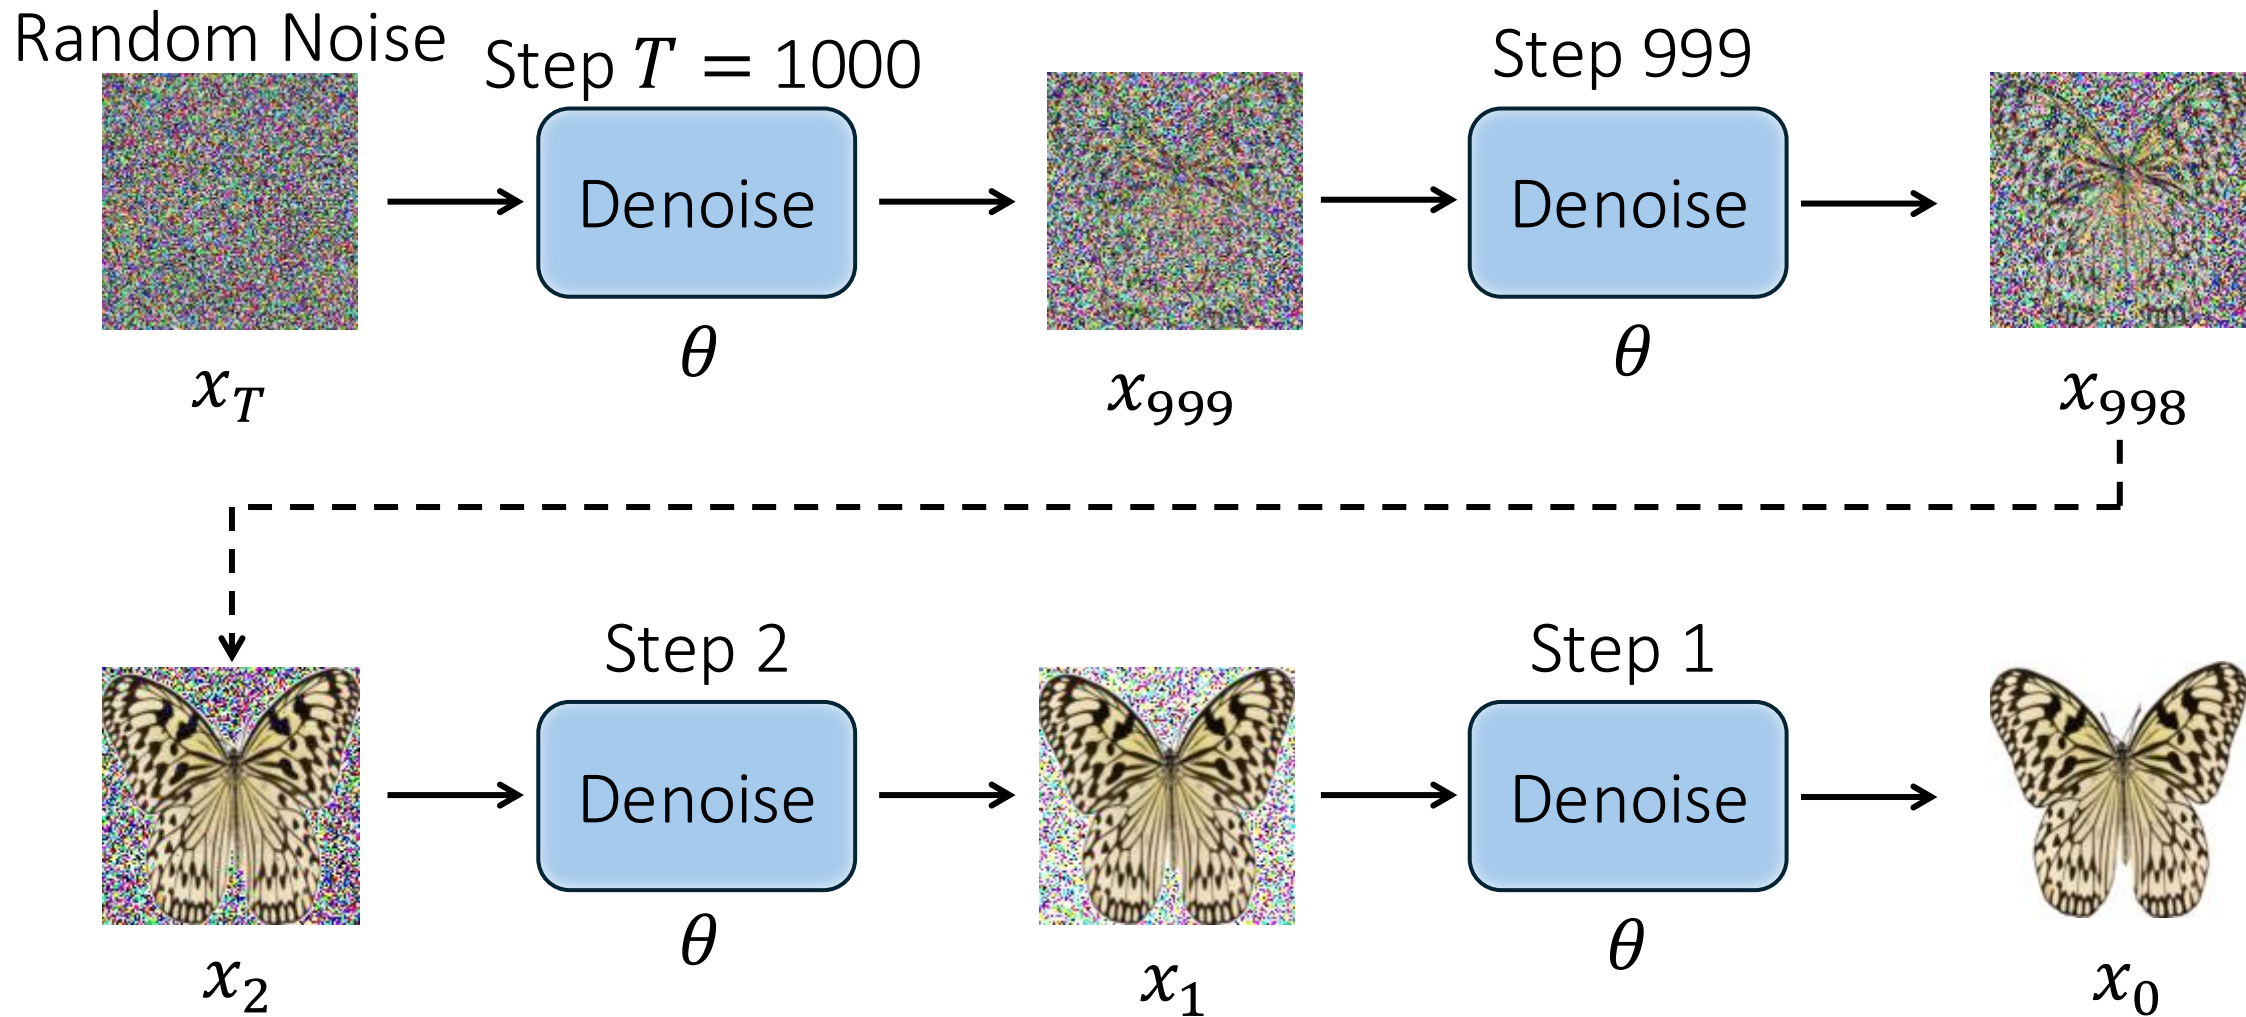 Random Noise
Step T = 1000
Step 999
Denoise
Denoise
θ
θ
x_T
x_999
x_998
Step 2
Step 1
Denoise
Denoise
θ
θ
x_2
x_1
x_0